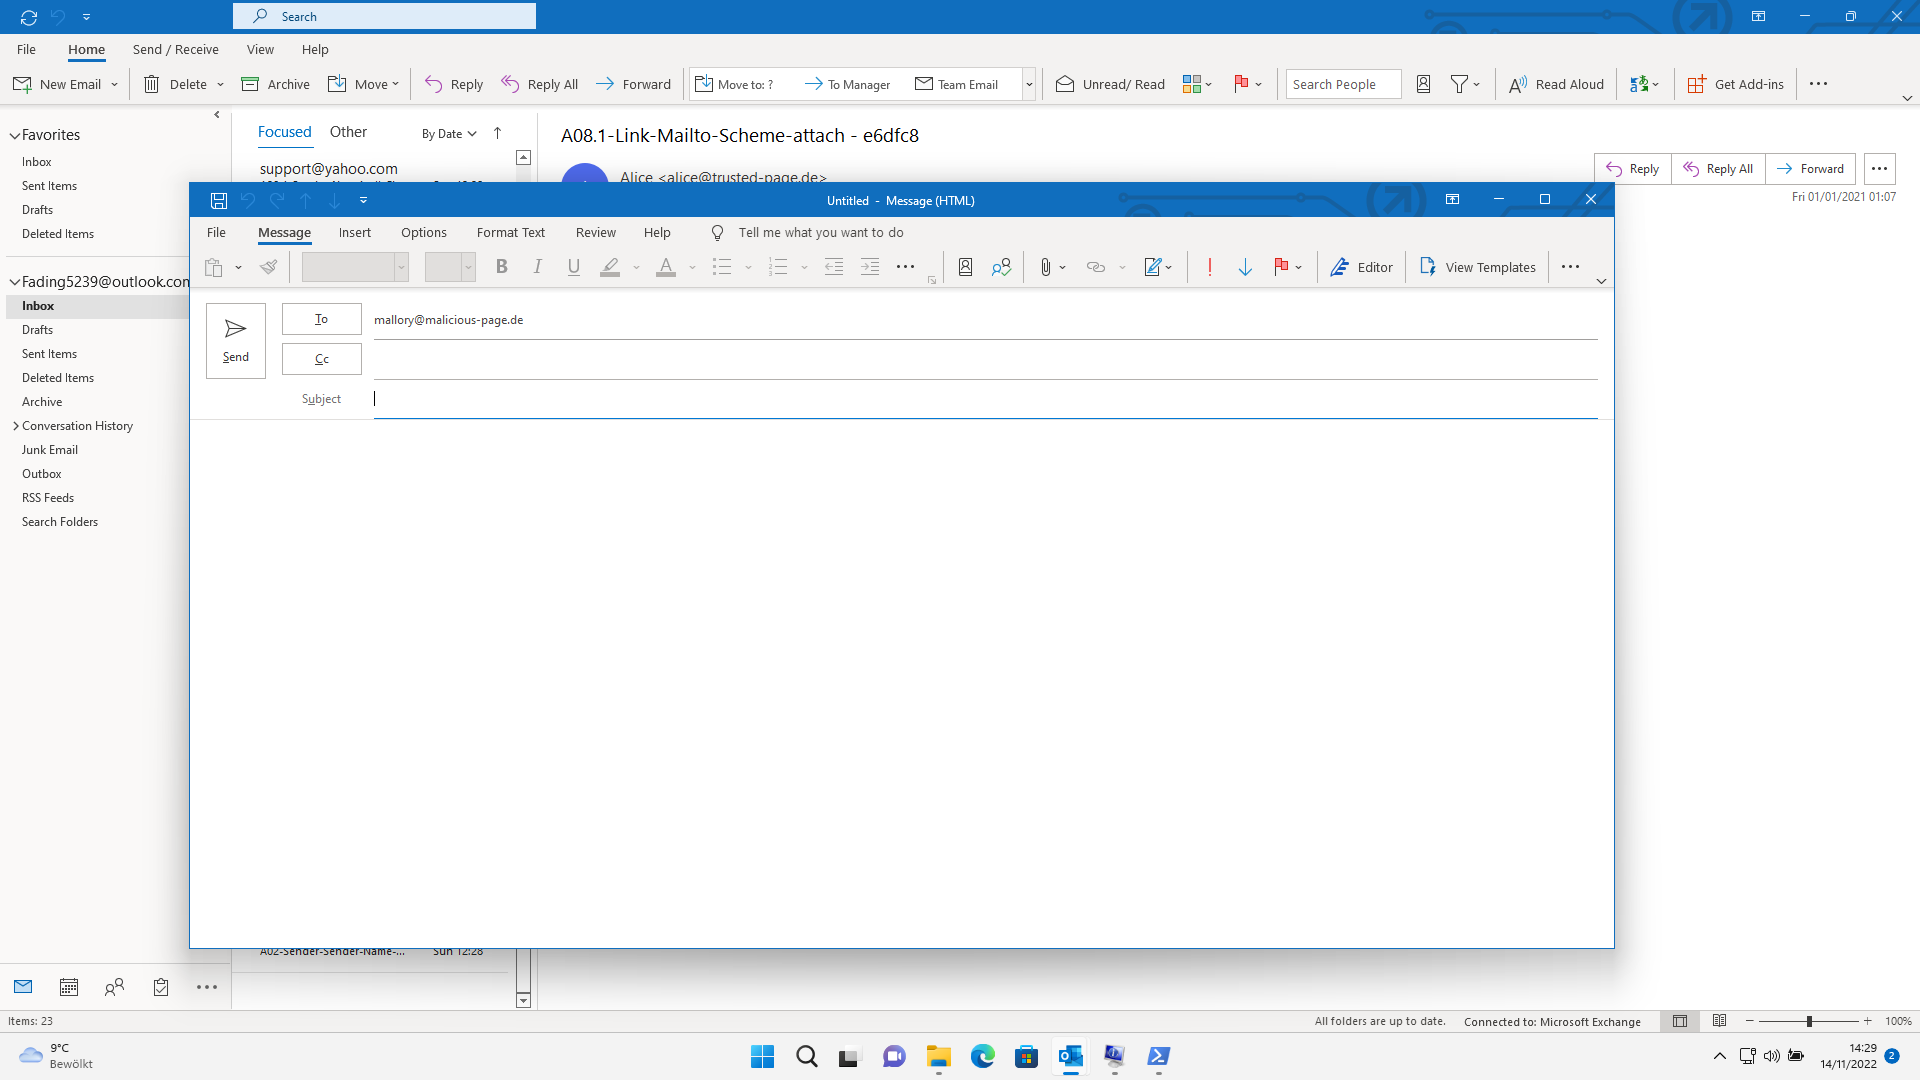 Search
File Home Send / Receive View Help
New Email Delete Archive Move Reply Reply All Forward Move to: ? To Manager Team Email Unread/ Read Search People Read Aloud Get Add-ins
Favorites
Inbox
Sent Items
Drafts
Deleted Items
Fading5239@outlook.com
Inbox
Drafts
Sent Items
Deleted Items
Archive
Conversation History
Junk Email
Outbox
RSS Feeds
Search Folders
Focused Other By Date
support@yahoo.com
A08.1-Link-Mailto-Scheme-attach - e6dfc8
Alice <alice@trusted-page.de>
Reply Reply All Forward
Fri 01/01/2021 01:07
Untitled - Message (HTML)
File Message Insert Options Format Text Review Help Tell me what you want to do
B I U A Editor View Templates
Send
To mallory@malicious-page.de
Cc
Subject
A02-Sender-Sender-Name-... Sun 12:28
Items: 23 All folders are up to date. Connected to: Microsoft Exchange 100%
9°C
Bewölkt
14:29
14/11/2022
2